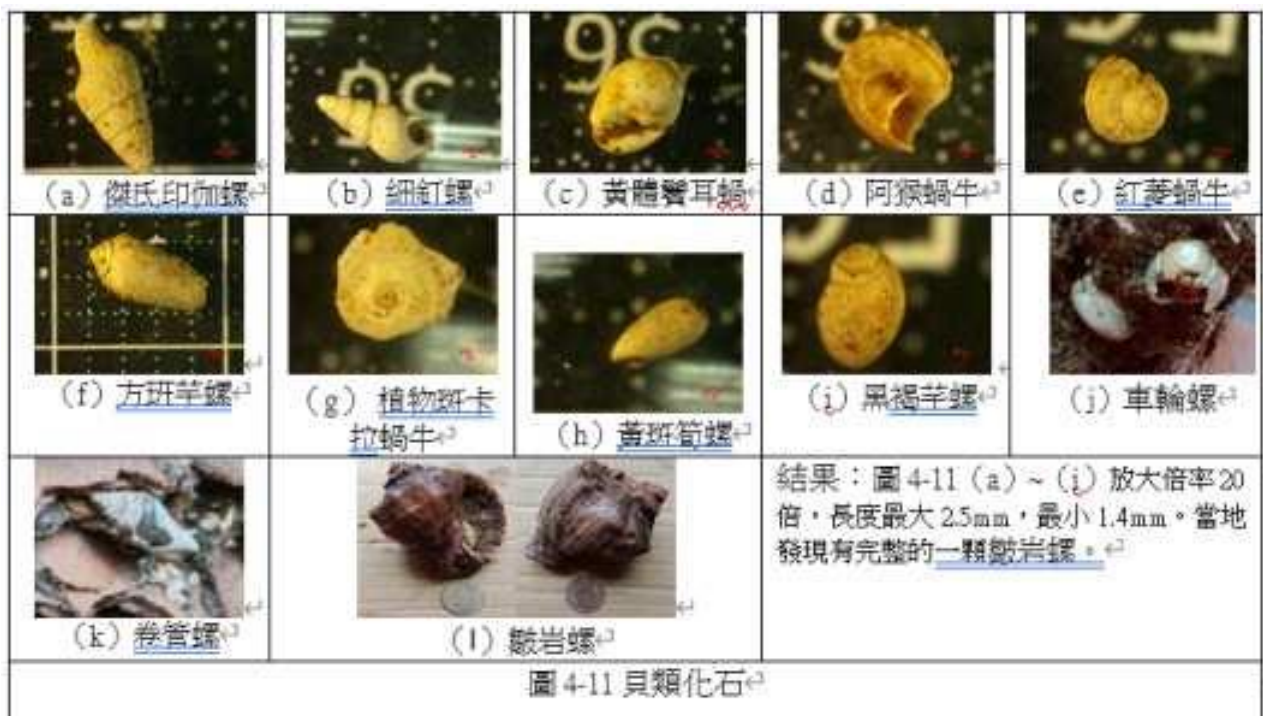 (a) 傑氏印伽螺
(b) 細釘螺
(c) 黃體鬢耳蝸
(d) 阿猴蝸牛
(e) 紅菱蝸牛
(f) 方班芋螺
(g) 植物斑卡
拉蝸牛
(h) 黃斑筍螺
(i) 黑褐芋螺
(j) 車輪螺
(k) 卷管螺
(l) 皺岩螺
結果：圖 4-11 (a) ~ (i) 放大倍率 20
倍，長度最大 2.5mm，最小 1.4mm。當地
發現有完整的一顆皺岩螺。
圖 4-11 貝類化石